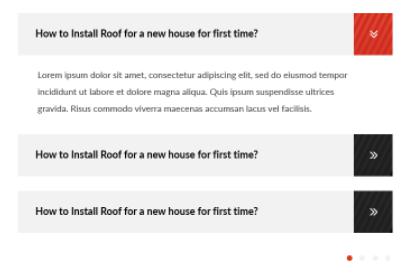 How to Install Roof for a new house for first time?
Lorem ipsum dolor sit amet, consectetur adipiscing elit, sed do eiusmod tempor
incididunt ut labore et dolore magna aliqua. Quis ipsum suspendisse ultrices
gravida. Risus commodo viverra maecenas accumsan lacus vel facilisis.
How to Install Roof for a new house for first time?
How to Install Roof for a new house for first time?